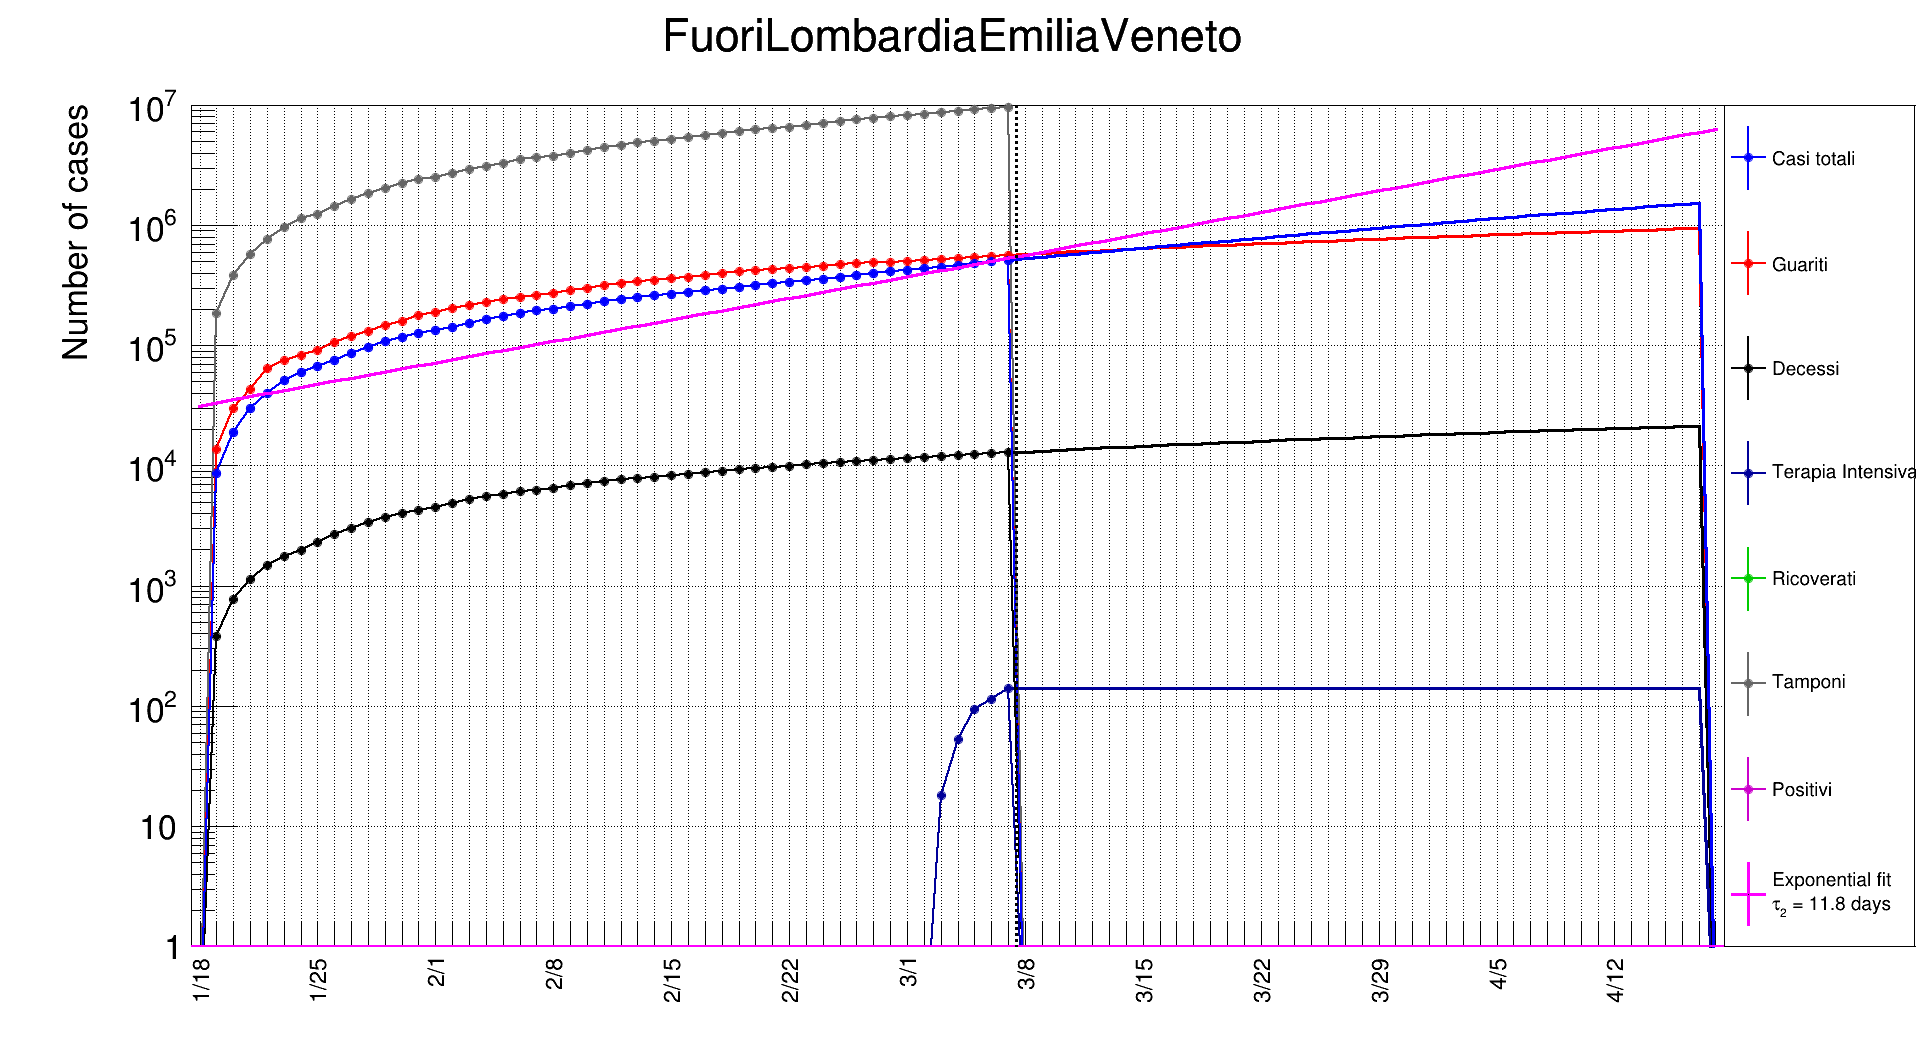 FuoriLombardiaEmiliaVeneto
Number of cases
10^7
10^6
10^5
10^4
10^3
10^2
10
1
1/18
1/25
2/1
2/8
2/15
2/22
3/1
3/8
3/15
3/22
3/29
4/5
4/12
Casi totali
Guariti
Decessi
Terapia Intensiva
Ricoverati
Tamponi
Positivi
Exponential fit
τ_2 = 11.8 days